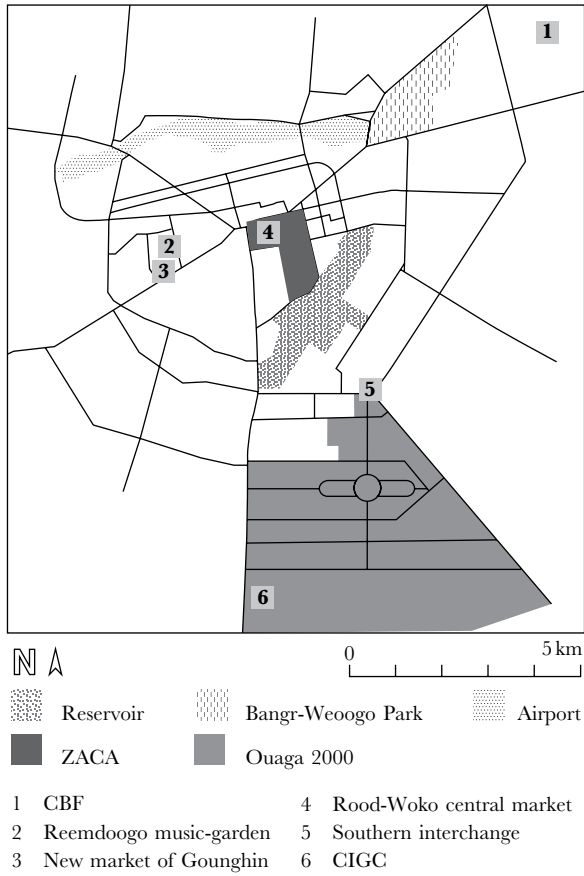 1
4
2
3
5
6
N
0 5 km
Reservoir Bangr-Weoogo Park Airport
ZACA Ouaga 2000
1 CBF 4 Rood-Woko central market
2 Reemdoogo music-garden 5 Southern interchange
3 New market of Gounghin 6 CIGC